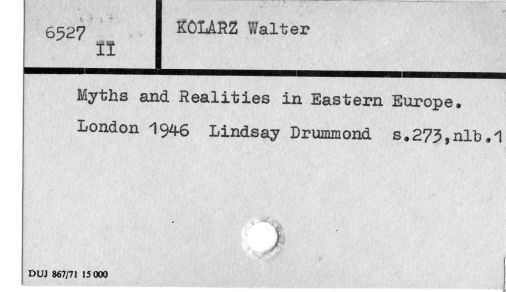 6527
II
KOLARZ Walter
Myths and Realities in Eastern Europe.
London 1946 Lindsay Drummond s.273,nlb.1
DUJ 867/71 15 000